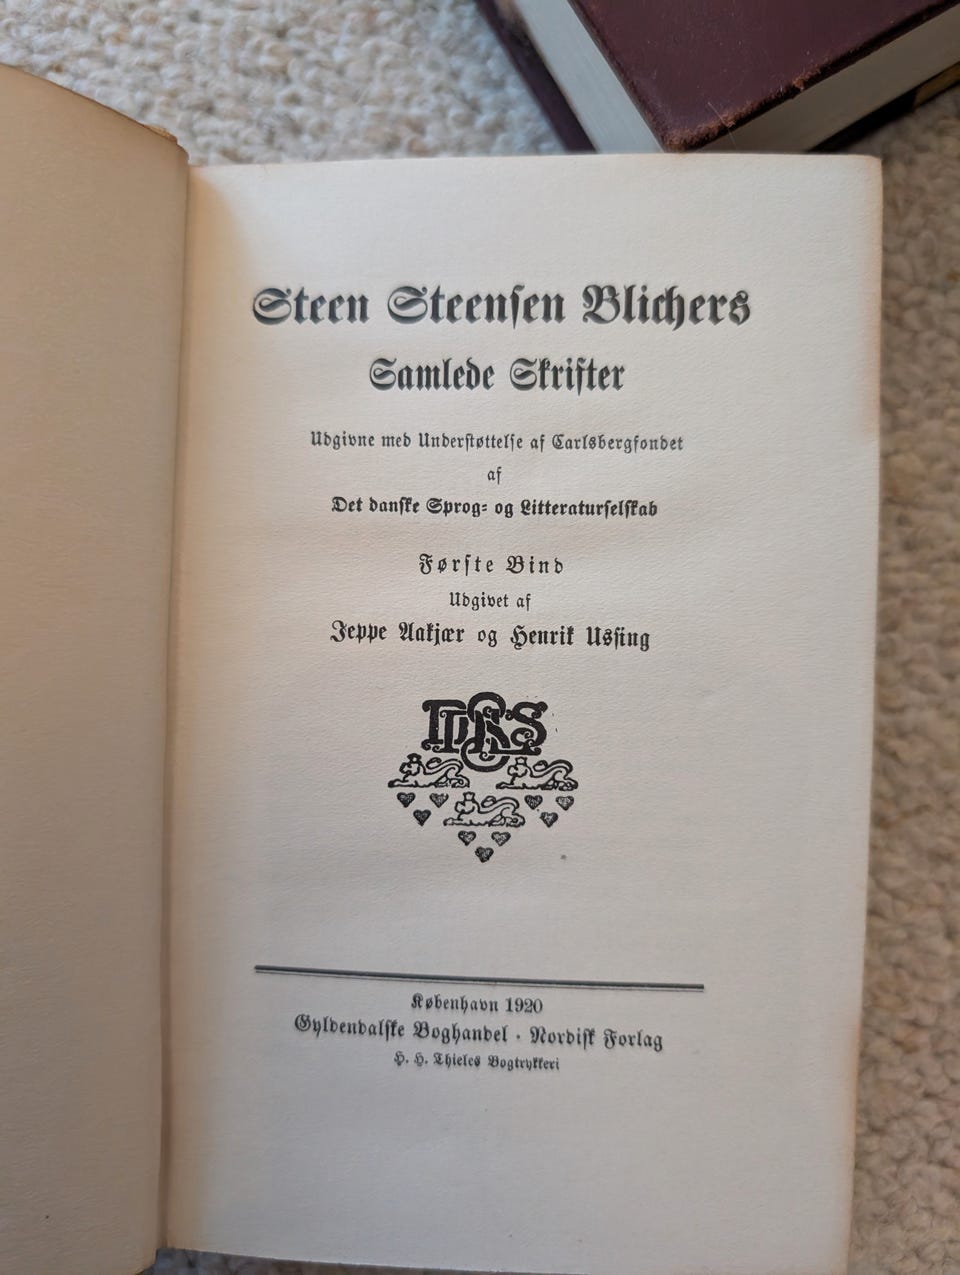 Steen Steensen Blichers
Samlede Skrifter
Udgivne med Understøttelse af Carlsbergfondet
af
Det danske Sprog- og Litteraturselskab
Første Bind
Udgivet af
Jeppe Aakjær og Henrik Ussing
DDSLS
København 1920
Gyldendalske Boghandel · Nordisk Forlag
H. H. Thieles Bogtrykkeri